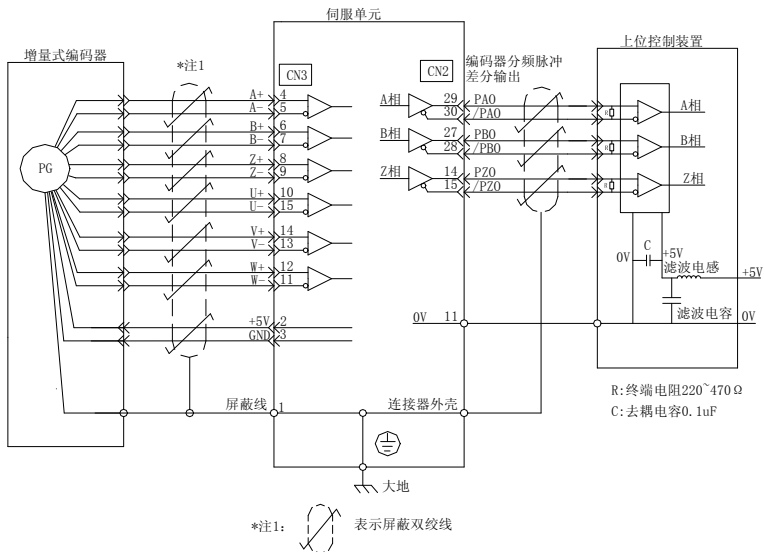 伺服单元
增量式编码器
上位控制装置
*注1
CN3
CN2
编码器分频脉冲
差分输出
PG
A+ 4
A- 5
B+ 6
B- 7
Z+ 8
Z- 9
U+ 10
U- 15
V+ 14
V- 13
W+ 12
W- 11
+5V 2
GND 3
屏蔽线 1
A相 29 PAO
30 /PAO
B相 27 PBO
28 /PBO
Z相 14 PZO
15 /PZO
0V 11
连接器外壳
R A相
R B相
R Z相
C
0V +5V
滤波电感
+5V
滤波电容
0V
R:终端电阻220~470Ω
C:去耦电容0.1uF
大地
*注1: 表示屏蔽双绞线